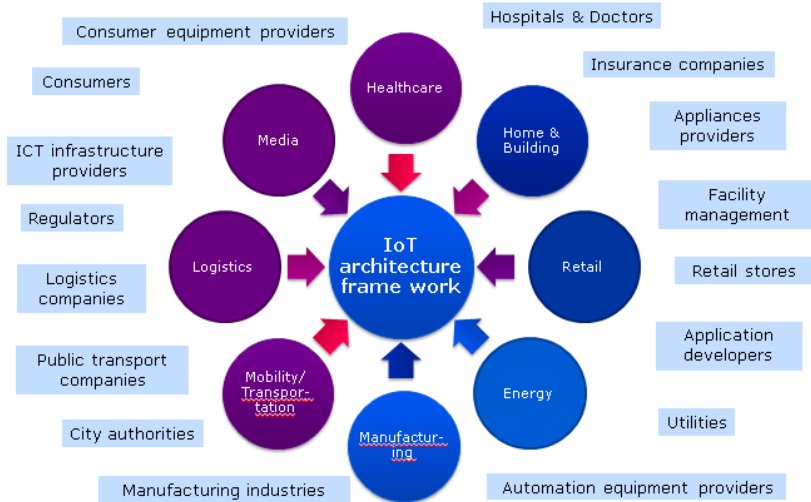 Hospitals & Doctors
Consumer equipment providers
Insurance companies
Consumers
Healthcare
Appliances
providers
Media
Home &
Building
ICT infrastructure
providers
Facility
management
Regulators
IoT
architecture
frame work
Logistics
Retail
Retail stores
Logistics
companies
Application
developers
Public transport
companies
Mobility/
Transpor-
tation
Energy
Utilities
City authorities
Manufactur-
ing
Manufacturing industries
Automation equipment providers